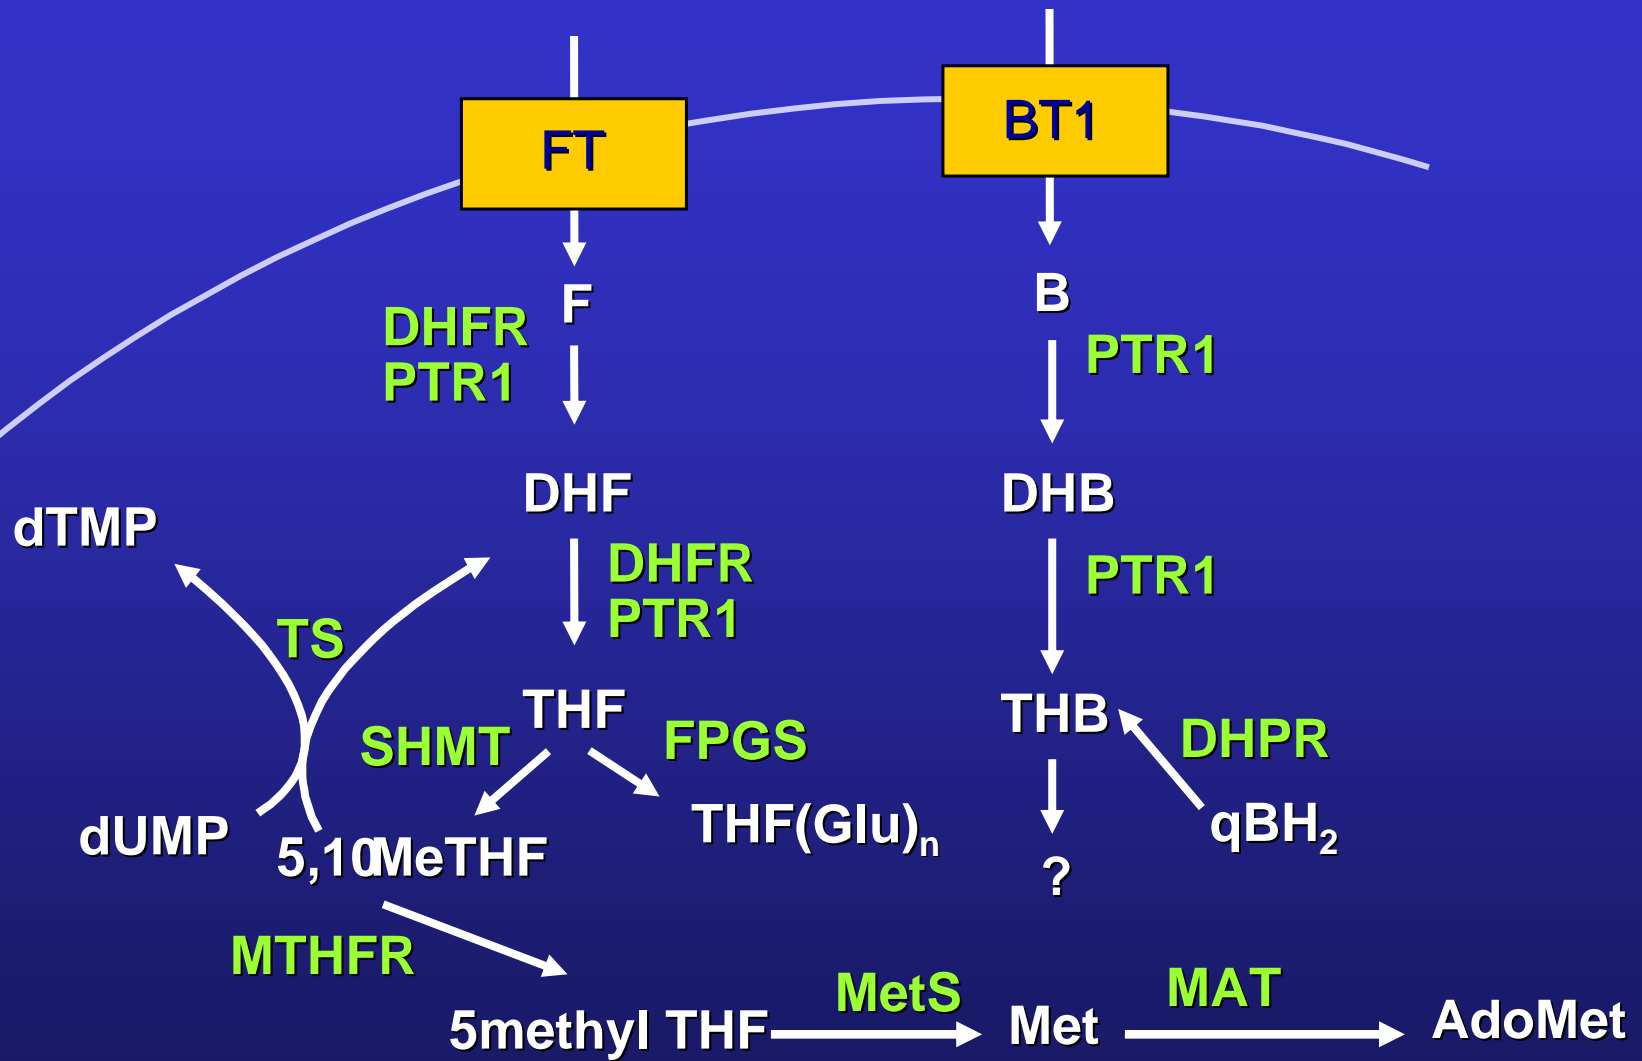 BT1
FT
F
B
DHFR
PTR1
PTR1
DHF
DHB
dTMP
DHFR
PTR1
PTR1
TS
THF
THB
SHMT
FPGS
DHPR
THF(Glu)n
qBH2
dUMP
5,10MeTHF
?
MTHFR
MetS
MAT
5methyl THF
Met
AdoMet